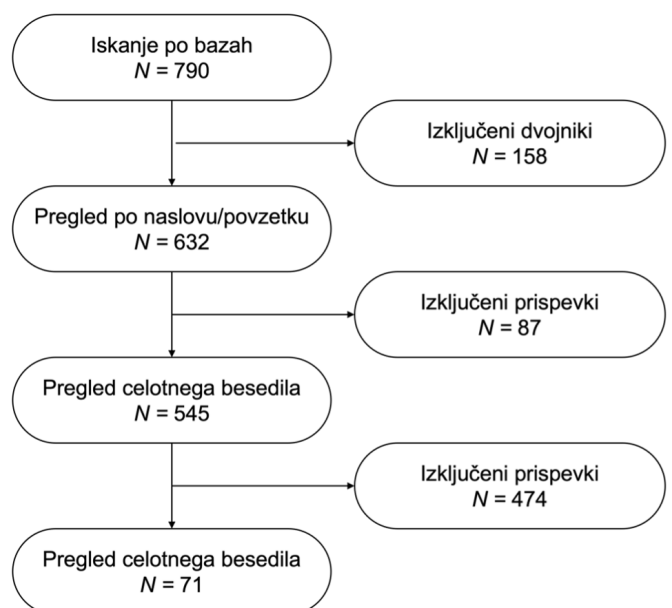 Iskanje po bazah
N = 790
Izključeni dvojniki
N = 158
Pregled po naslovu/povzetku
N = 632
Izključeni prispevki
N = 87
Pregled celotnega besedila
N = 545
Izključeni prispevki
N = 474
Pregled celotnega besedila
N = 71